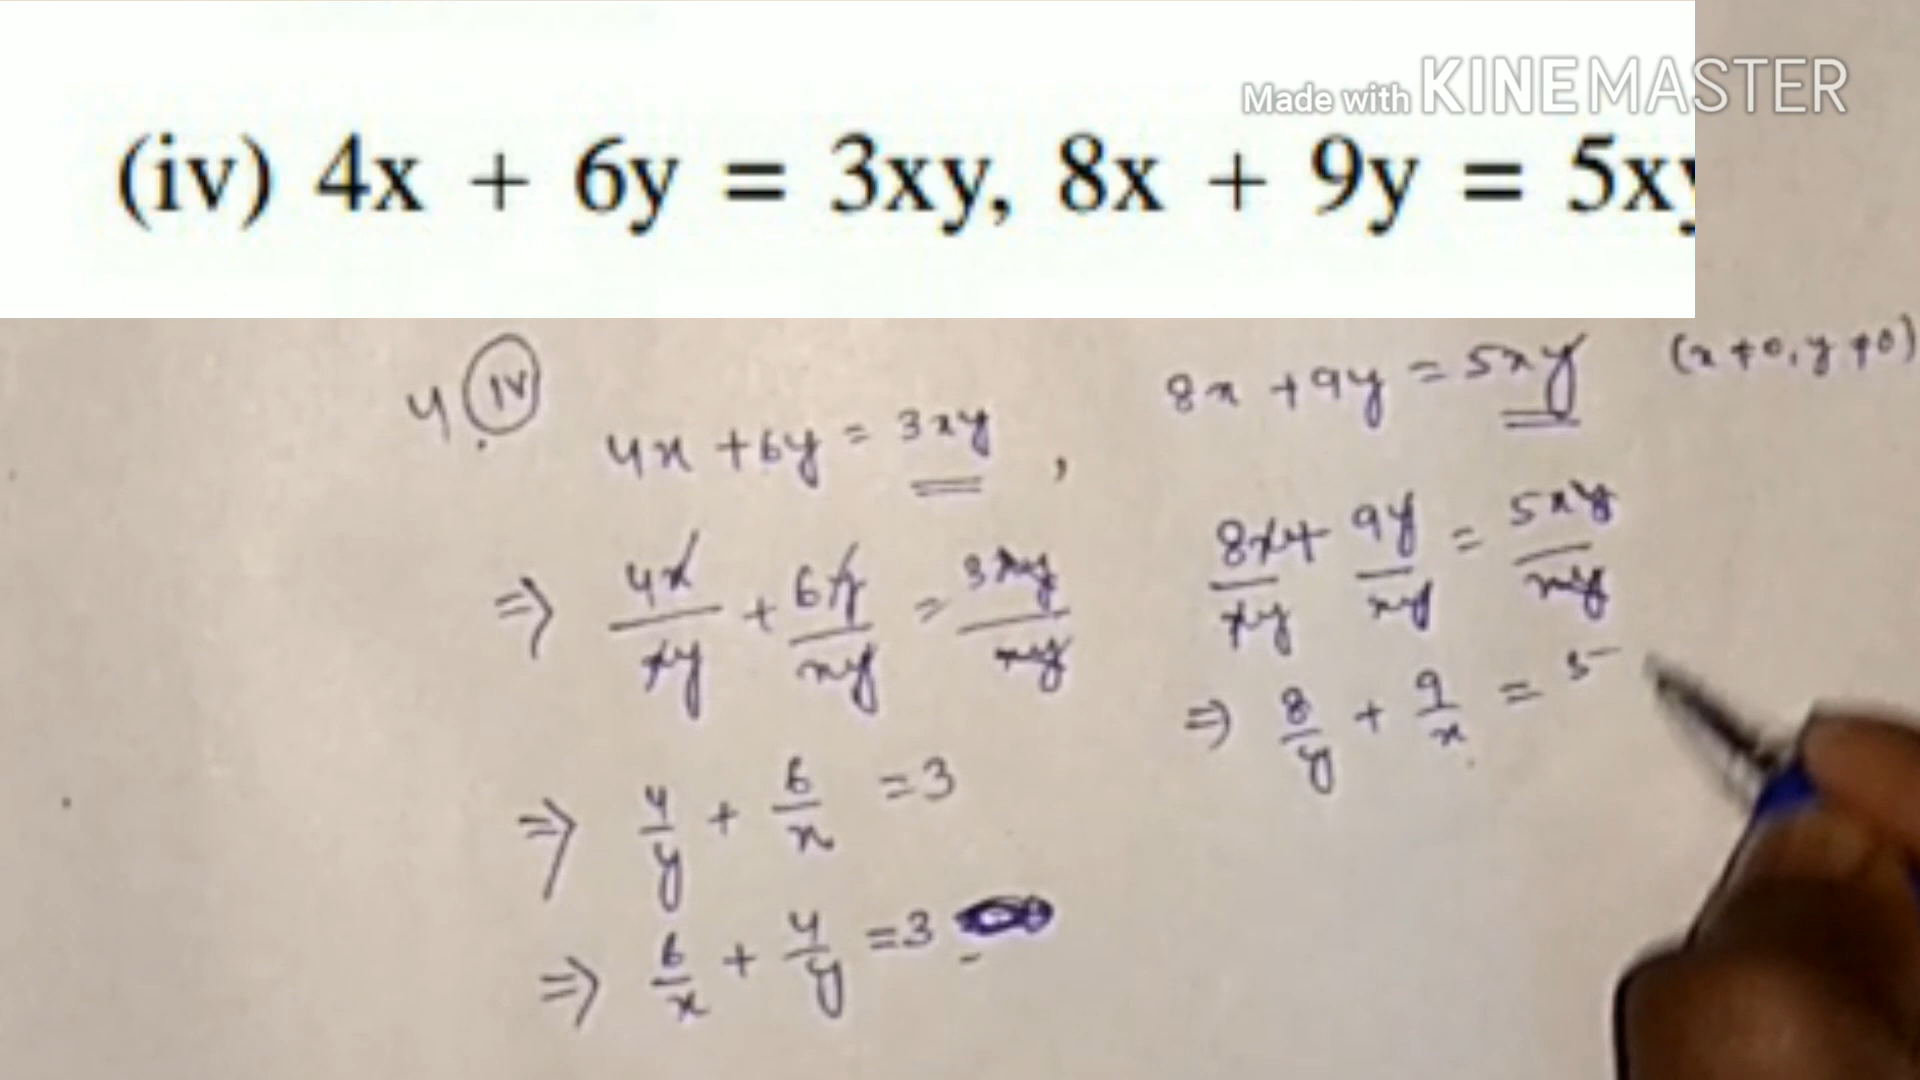 Made with KINEMASTER
(iv) 4x + 6y = 3xy, 8x + 9y = 5xy
4 (iv) 4x + 6y = 3xy , 8x + 9y = 5xy (x ≠ 0, y ≠ 0)
⇒ 4x/xy + 6y/xy = 3xy/xy
8x/xy + 9y/xy = 5xy/xy
⇒ 4/y + 6/x = 3
⇒ 8/y + 9/x = 5
⇒ 6/x + 4/y = 3